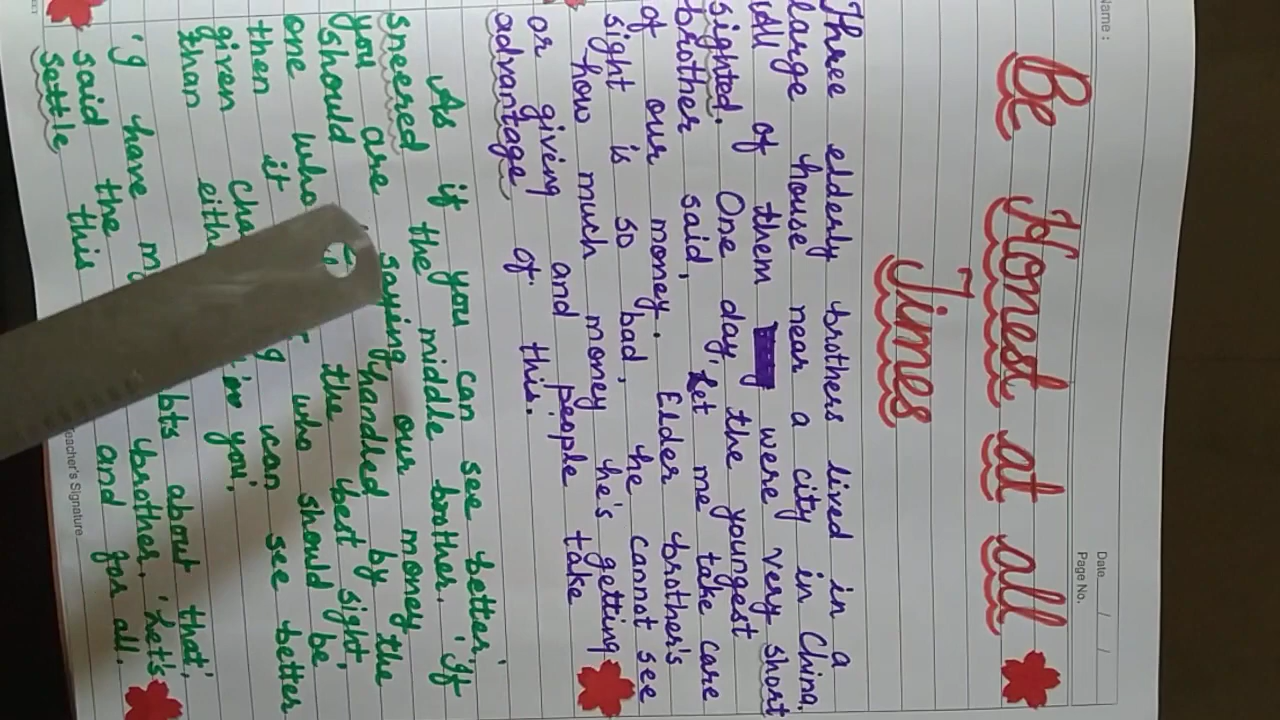 Name :
Date / /
Page No.
Be Honest at all
Times
Three elderly brothers lived in a
large house near a city in China.
All of them were very short
sighted. One day, the youngest
brother said, 'Let me take care
of our money. Elder brother's
sight is so bad, he cannot see
how much money he's getting
or giving and people take
advantage of this.
As if you can see better,'
sneered the middle brother. 'If
you are saying our money
should handled by the
one who the best sight,
then it who should be
given can see better
than you'.
'I have about that',
said the brother. 'Let's
settle this and for all.
Teacher's Signature